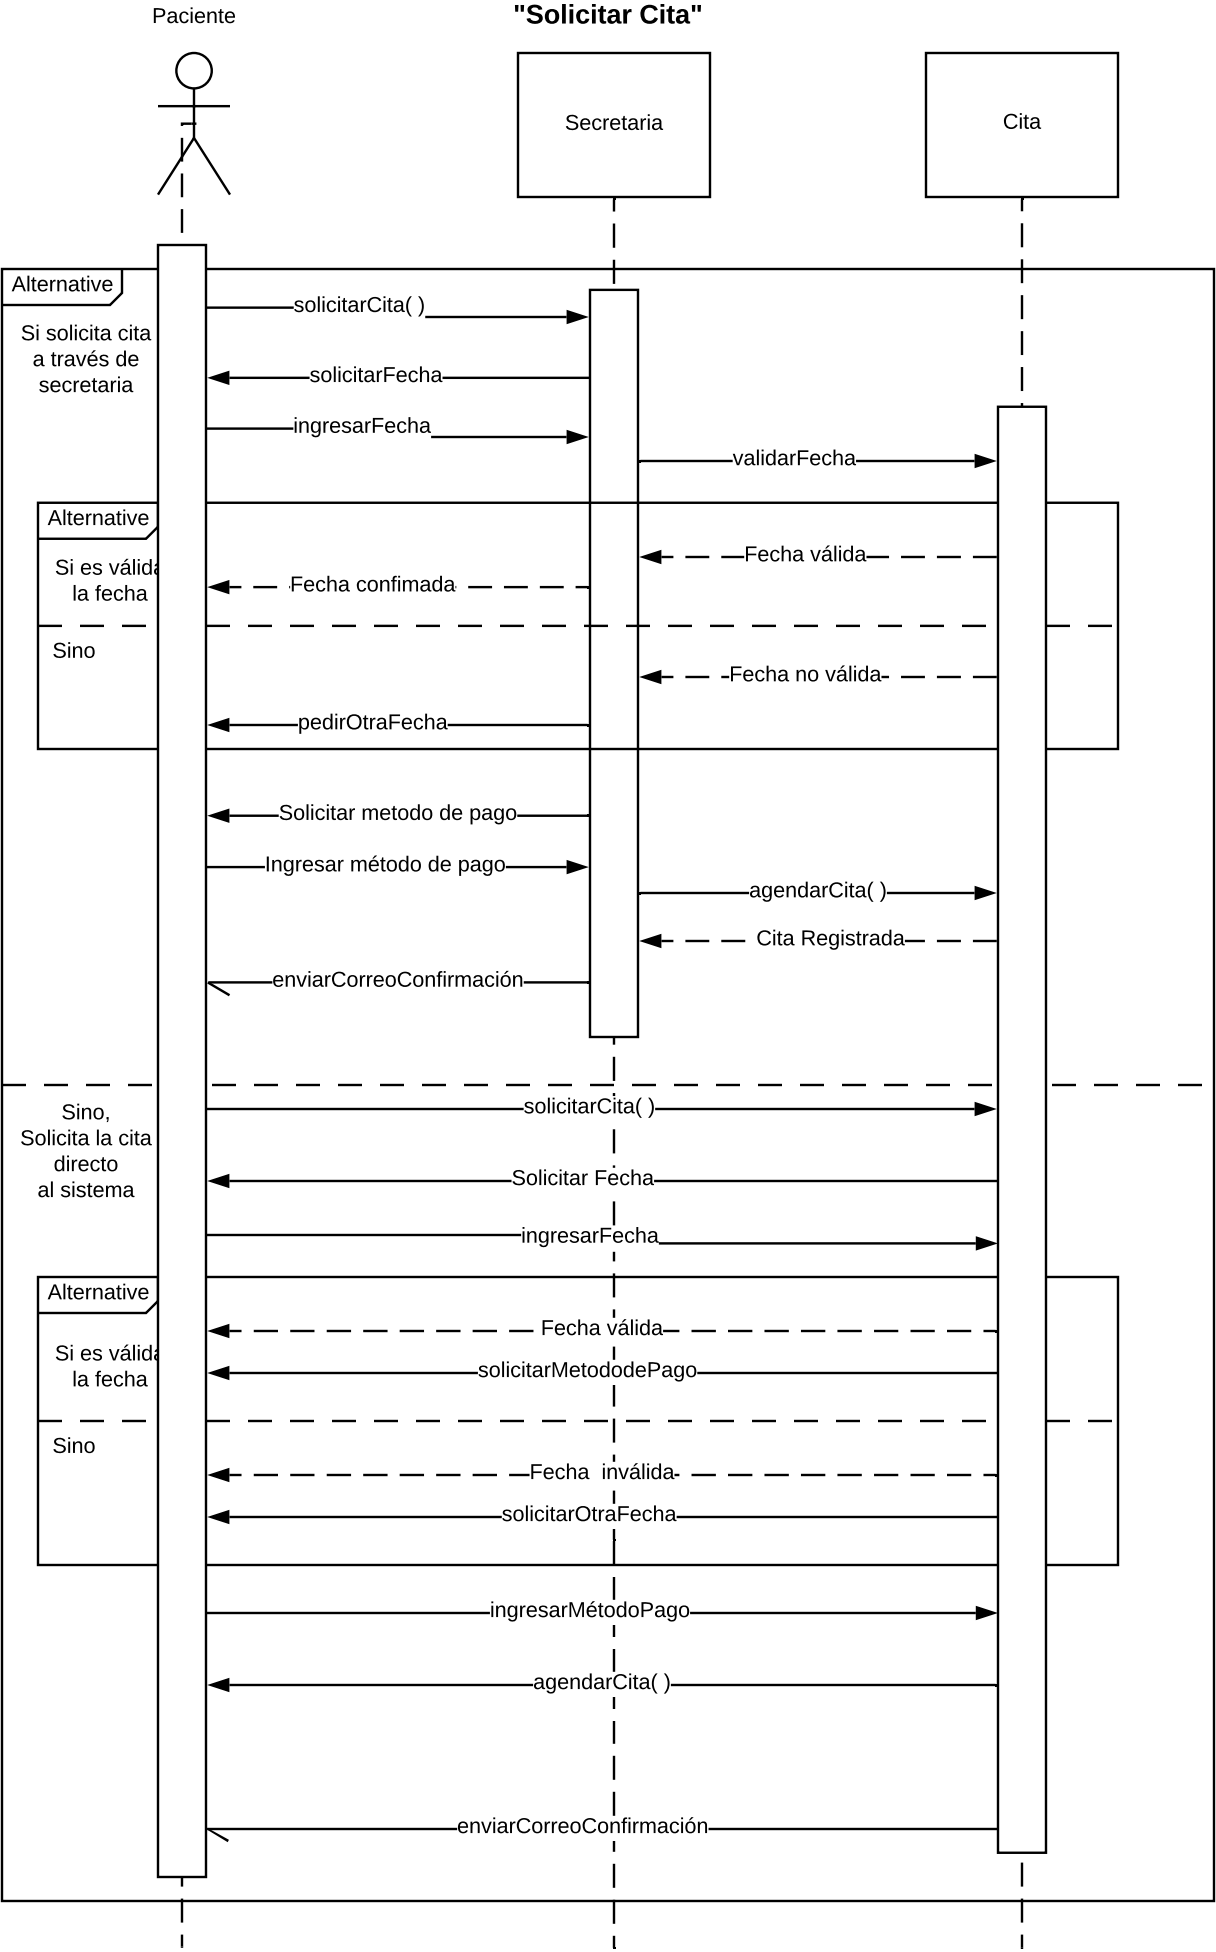 Paciente
"Solicitar Cita"
Secretaria
Cita
Alternative
Si solicita cita
a través de
secretaria
solicitarCita( )
solicitarFecha
ingresarFecha
validarFecha
Alternative
Si es válida
la fecha
Fecha válida
Fecha confimada
Sino
Fecha no válida
pedirOtraFecha
Solicitar metodo de pago
Ingresar método de pago
agendarCita( )
Cita Registrada
enviarCorreoConfirmación
Sino,
Solicita la cita
directo
al sistema
solicitarCita( )
Solicitar Fecha
ingresarFecha
Alternative
Si es válida
la fecha
Fecha válida
solicitarMetododePago
Sino
Fecha  inválida
solicitarOtraFecha
ingresarMétodoPago
agendarCita( )
enviarCorreoConfirmación